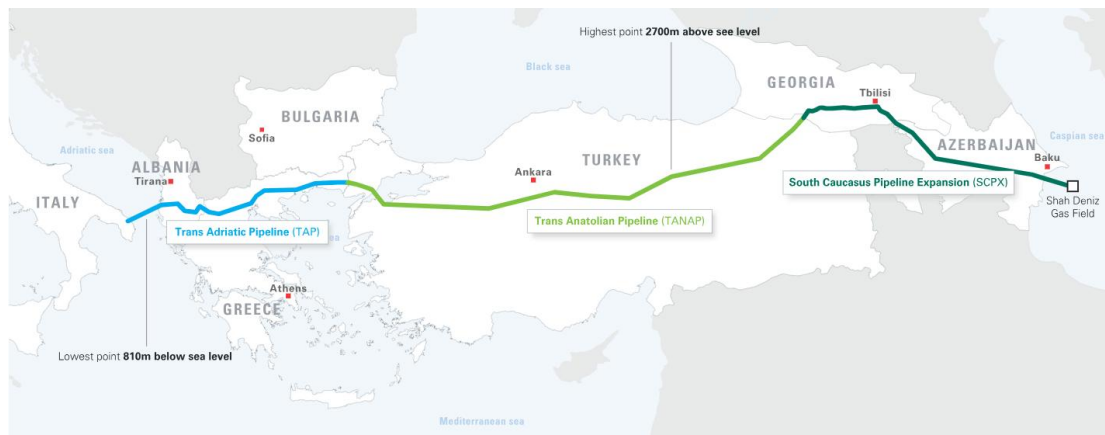 Highest point 2700m above see level
Black sea
GEORGIA
Tbilisi
BULGARIA
Sofia
Adriatic sea
ALBANIA
Tirana
ITALY
TURKEY
Ankara
AZERBAIJAN
Caspian sea
Baku
South Caucasus Pipeline Expansion (SCPX)
Shah Deniz
Gas Field
Trans Adriatic Pipeline (TAP)
Trans Anatolian Pipeline (TANAP)
Athens
GREECE
Lowest point 810m below sea level
Mediterranean sea